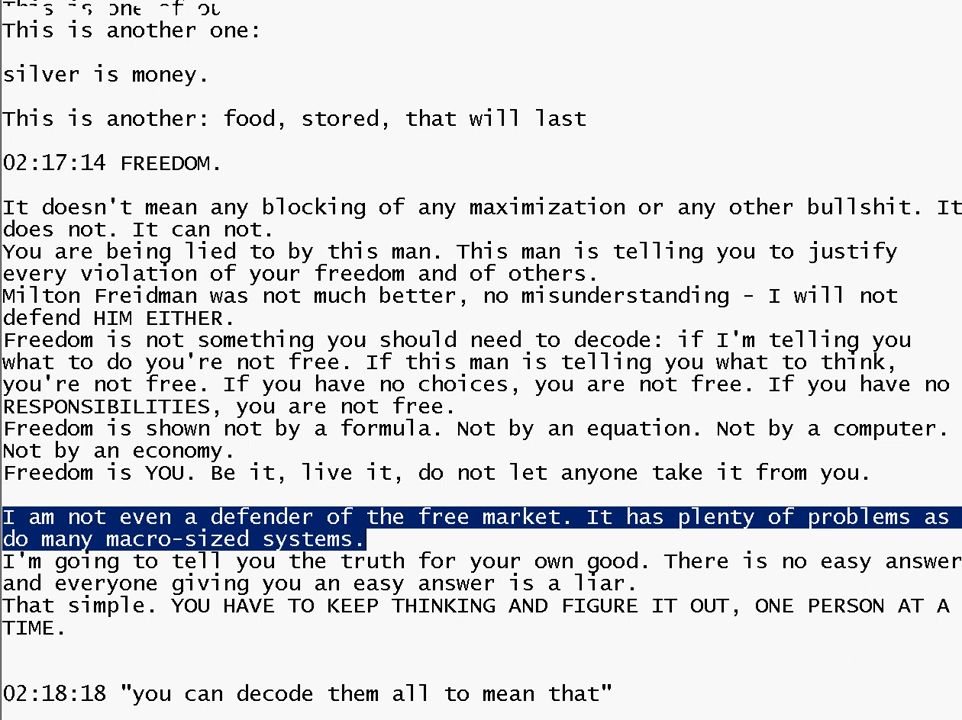 This is one of ou
This is another one:
silver is money.
This is another: food, stored, that will last
02:17:14 FREEDOM.
It doesn't mean any blocking of any maximization or any other bullshit. It
does not. It can not.
You are being lied to by this man. This man is telling you to justify
every violation of your freedom and of others.
Milton Freidman was not much better, no misunderstanding - I will not
defend HIM EITHER.
Freedom is not something you should need to decode: if I'm telling you
what to do you're not free. If this man is telling you what to think,
you're not free. If you have no choices, you are not free. If you have no
RESPONSIBILITIES, you are not free.
Freedom is shown not by a formula. Not by an equation. Not by a computer.
Not by an economy.
Freedom is YOU. Be it, live it, do not let anyone take it from you.
I am not even a defender of the free market. It has plenty of problems as
do many macro-sized systems.
I'm going to tell you the truth for your own good. There is no easy answer
and everyone giving you an easy answer is a liar.
That simple. YOU HAVE TO KEEP THINKING AND FIGURE IT OUT, ONE PERSON AT A
TIME.
02:18:18 "you can decode them all to mean that"